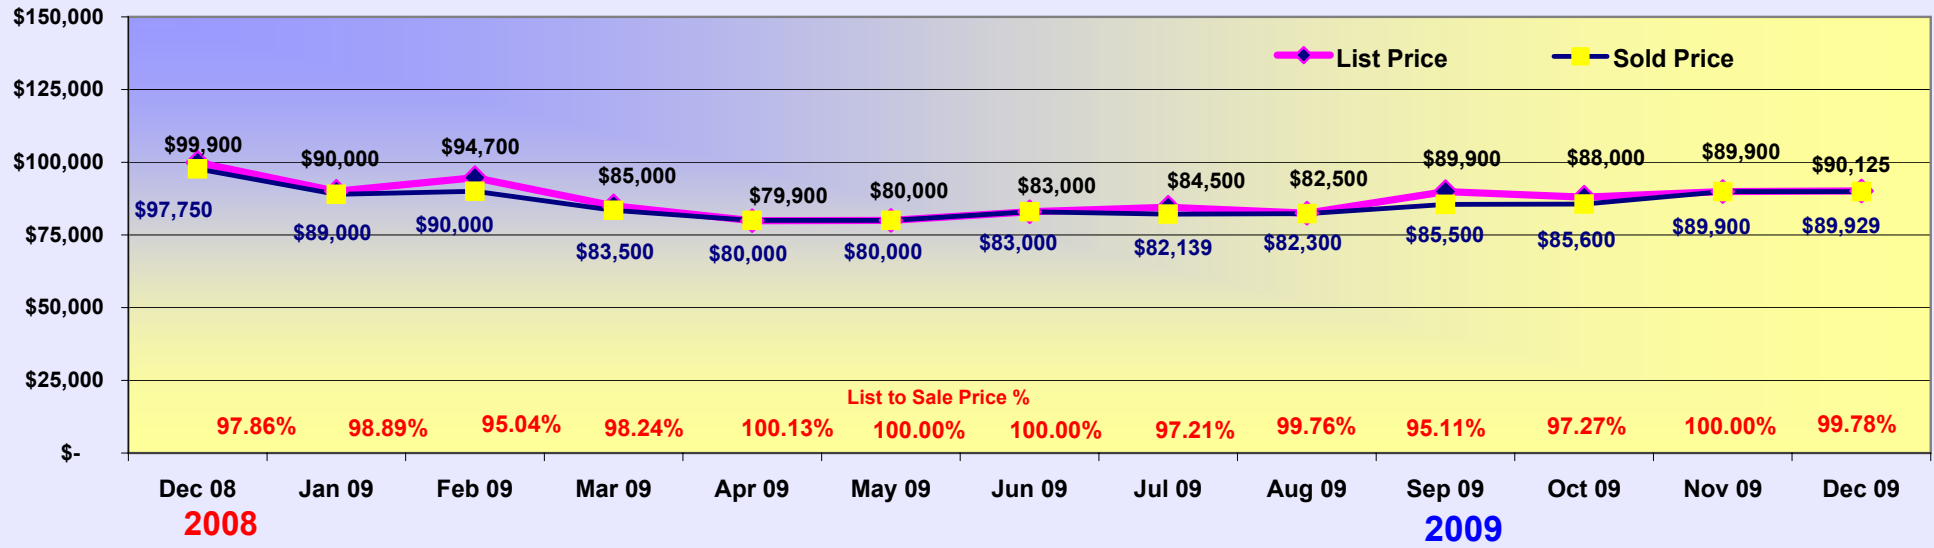 $150,000
List Price Sold Price
$125,000
$99,900 $90,000 $94,700 $85,000 $79,900 $80,000 $83,000 $84,500 $82,500 $89,900 $88,000 $89,900 $90,125
$100,000
$97,750 $89,000 $90,000 $83,500 $80,000 $80,000 $83,000 $82,139 $82,300 $85,500 $85,600 $89,900 $89,929
$75,000
$50,000
$25,000
List to Sale Price %
97.86% 98.89% 95.04% 98.24% 100.13% 100.00% 100.00% 97.21% 99.76% 95.11% 97.27% 100.00% 99.78%
$-
Dec 08 Jan 09 Feb 09 Mar 09 Apr 09 May 09 Jun 09 Jul 09 Aug 09 Sep 09 Oct 09 Nov 09 Dec 09
2008 2009